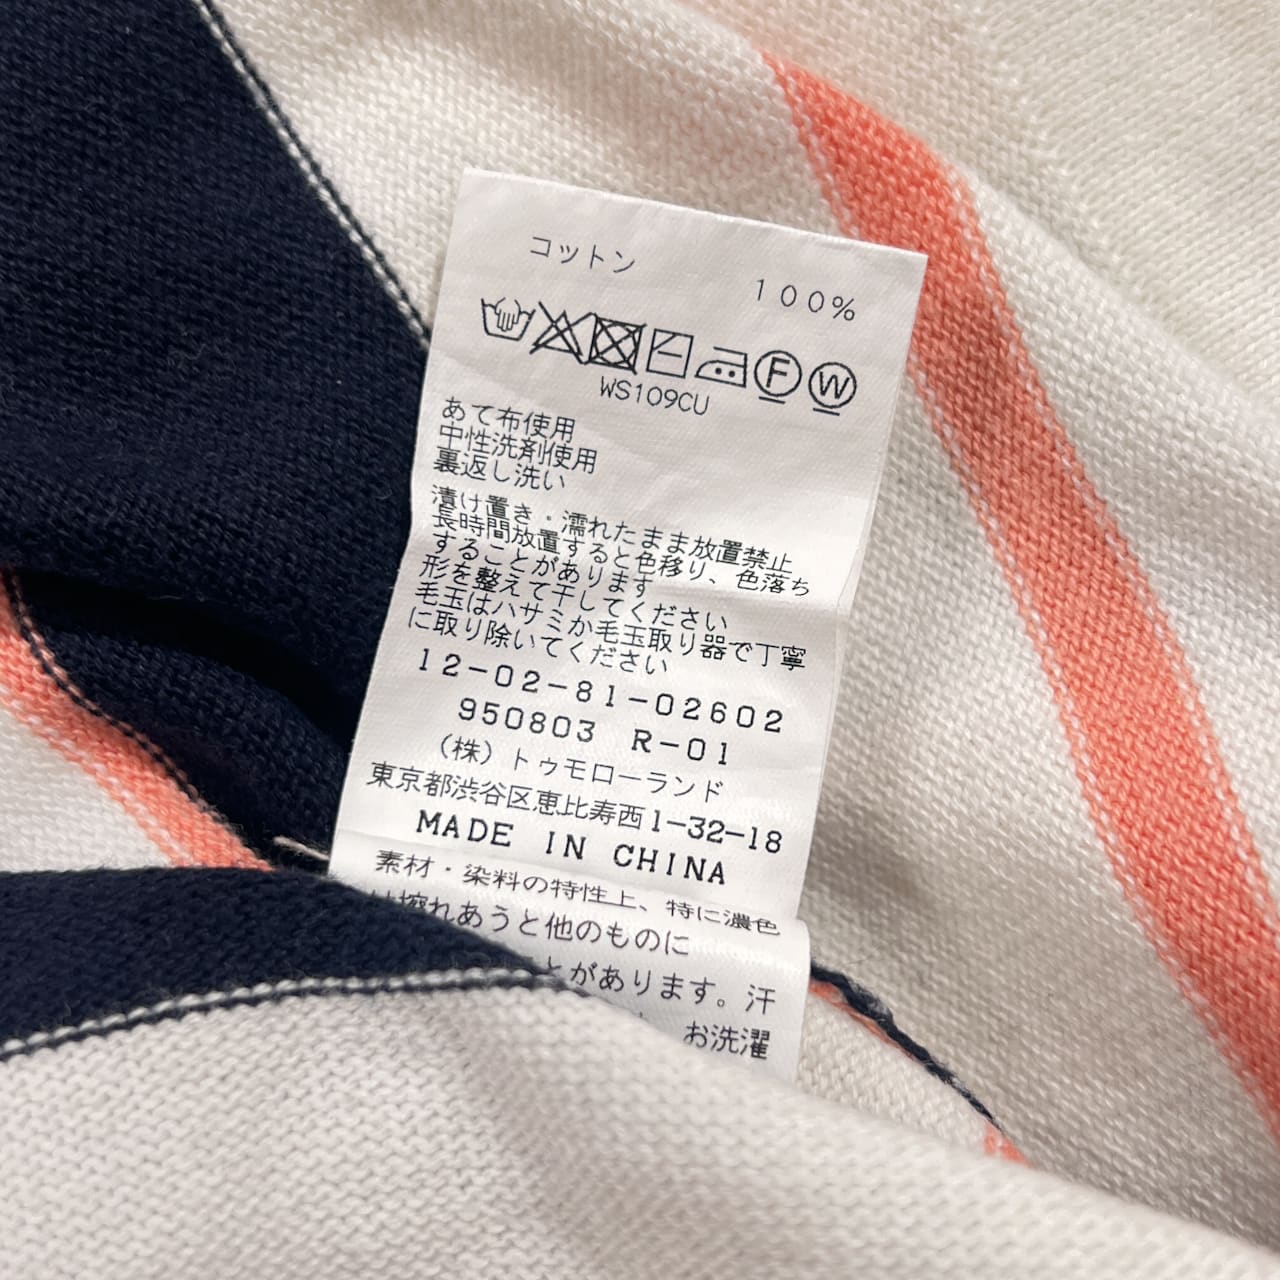 コットン
100%
F W
WS109CU
あて布使用
中性洗剤使用
裏返し洗い
漬け置き・濡れたまま放置禁止
長時間放置すると色移り、色落ち
することがあります
形を整えて干してください
毛玉はハサミか毛玉取り器で丁寧
に取り除いてください
12-02-81-02602
950803 R-01
(株)トゥモローランド
東京都渋谷区恵比寿西1-32-18
MADE IN CHINA
素材・染料の特性上、特に濃色
擦れあうと他のものに
とがあります。汗
お洗濯